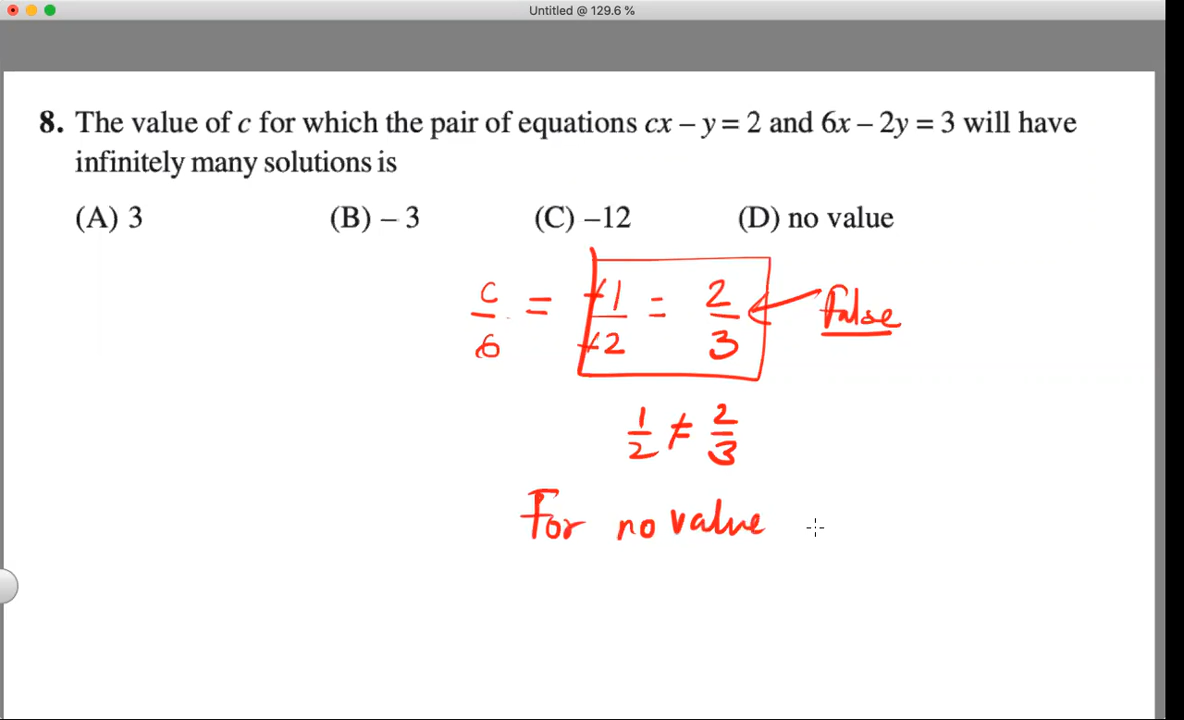 Untitled @ 129.6 %
8. The value of c for which the pair of equations cx – y = 2 and 6x – 2y = 3 will have
infinitely many solutions is
(A) 3 (B) – 3 (C) –12 (D) no value
c/6 = -1/-2 = 2/3 False
1/2 ≠ 2/3
For no value